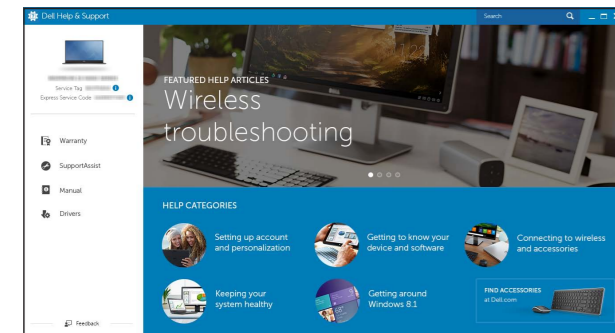 Dell Help & Support
Search
Service Tag:
Express Service Code:
Warranty
SupportAssist
Manual
Drivers
Feedback
FEATURED HELP ARTICLES
Wireless
troubleshooting
HELP CATEGORIES
Setting up account
and personalization
Getting to know your
device and software
Connecting to wireless
and accessories
Keeping your
system healthy
Getting around
Windows 8.1
FIND ACCESSORIES
at Dell.com